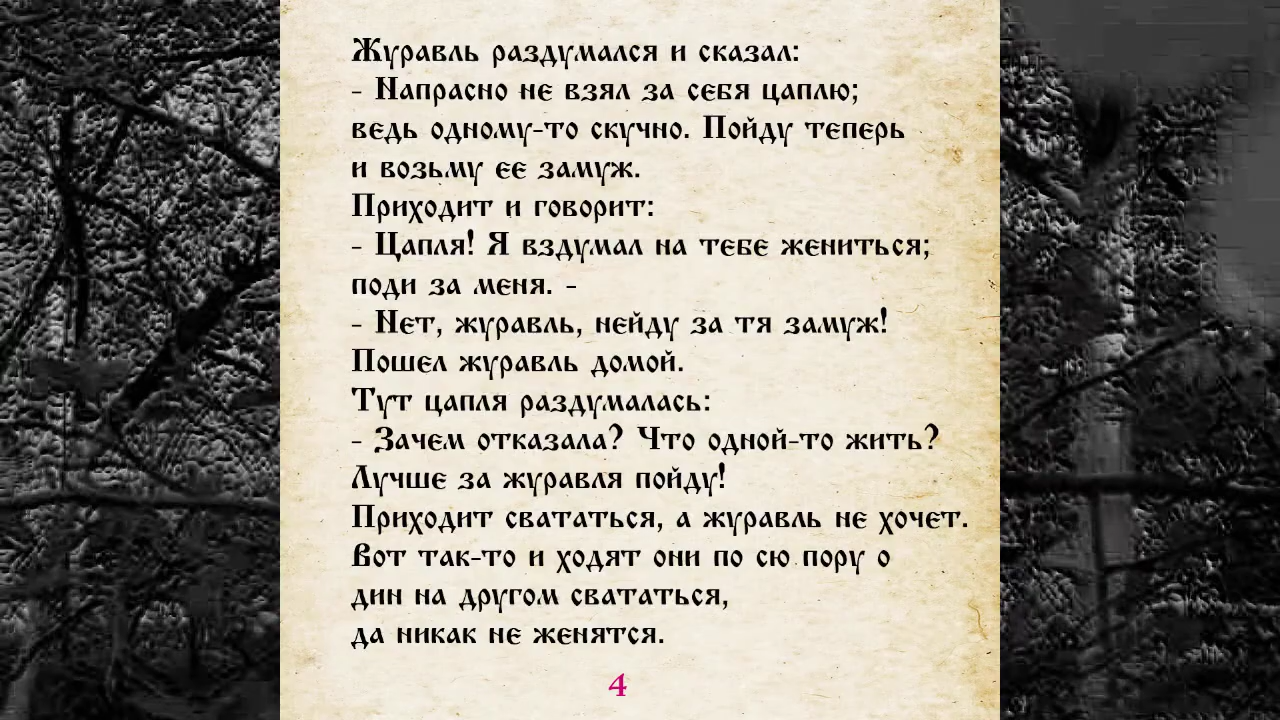 Журавль раздумался и сказал:
- Напрасно не взял за себя цаплю;
ведь одному-то скучно. Пойду теперь
и возьму ее замуж.
Приходит и говорит:
- Цапля! Я вздумал на тебе жениться;
поди за меня. -
- Нет, журавль, нейду за тя замуж!
Пошел журавль домой.
Тут цапля раздумалась:
- Зачем отказала? Что одной-то жить?
Лучше за журавля пойду!
Приходит свататься, а журавль не хочет.
Вот так-то и ходят они по сю пору о
дин на другом свататься,
да никак не женятся.
4